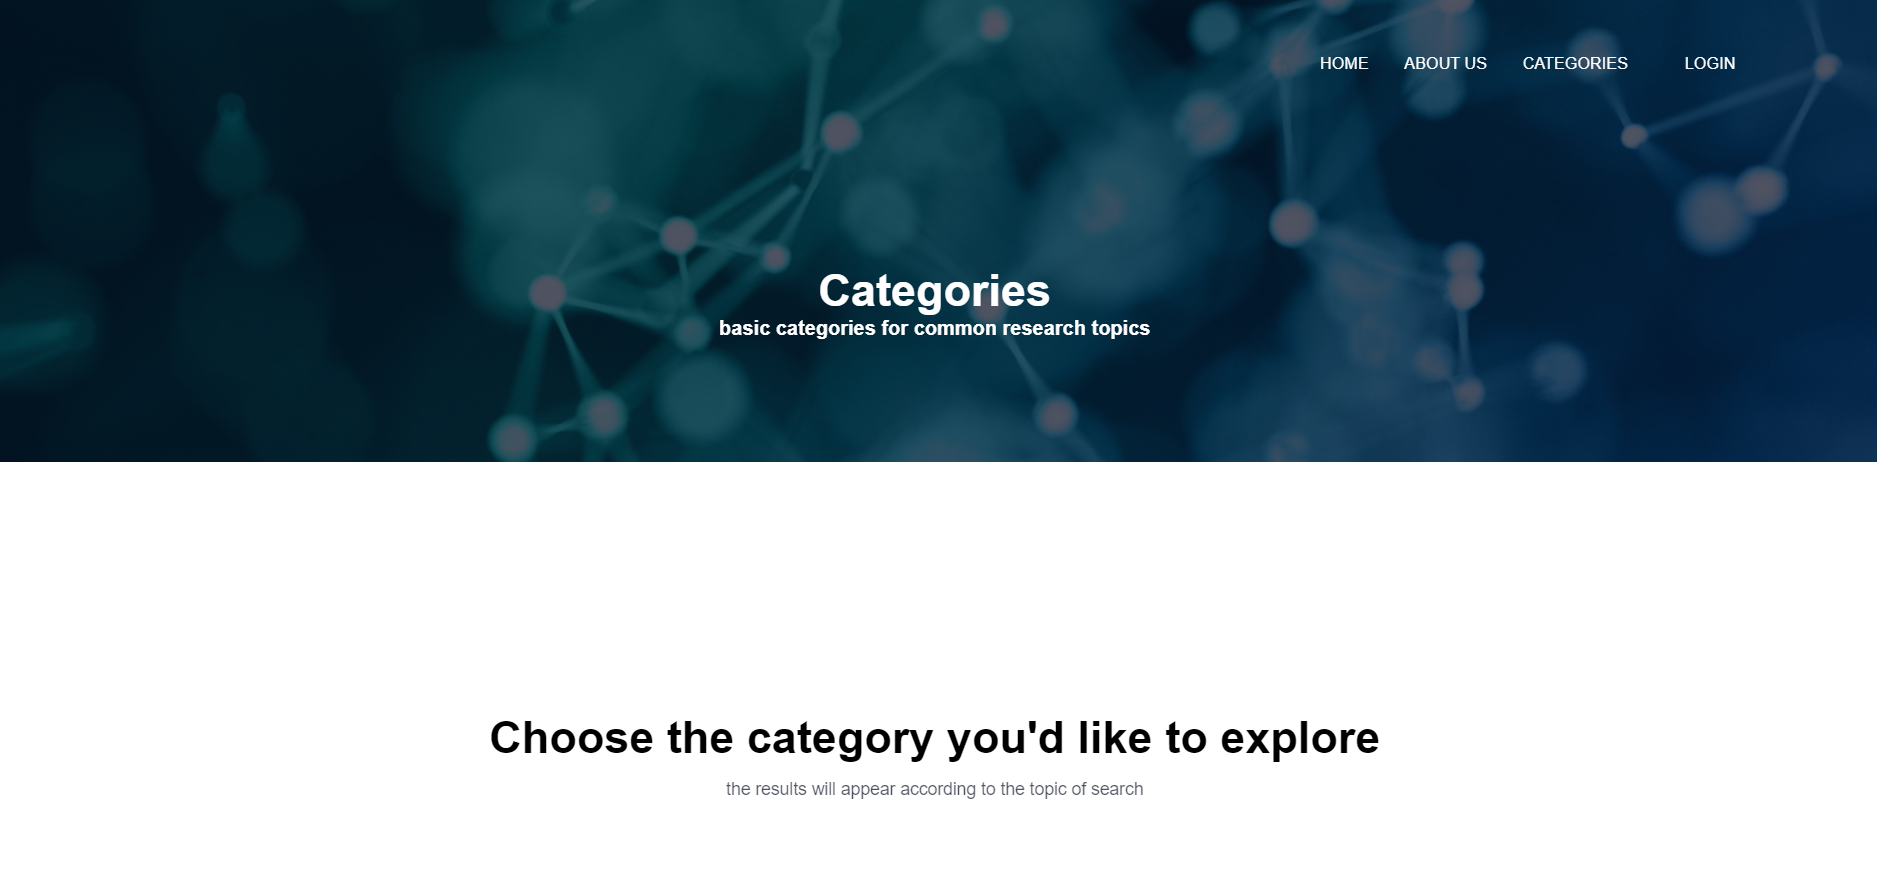 HOME ABOUT US CATEGORIES LOGIN
Categories
basic categories for common research topics
Choose the category you'd like to explore
the results will appear according to the topic of search